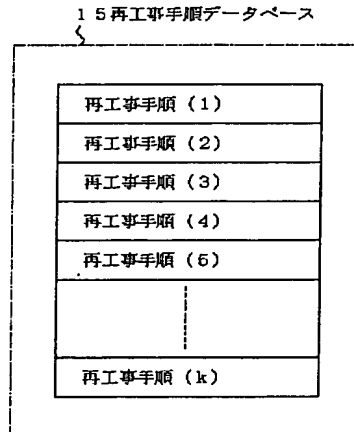 15再工事手順データベース
再工事手順（1）
再工事手順（2）
再工事手順（3）
再工事手順（4）
再工事手順（5）
再工事手順（k）